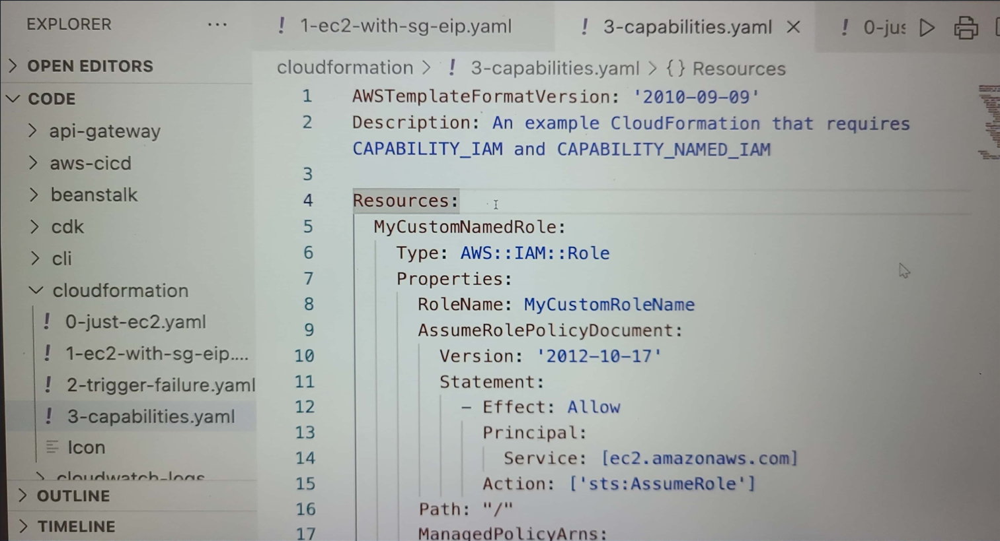 EXPLORER ...
OPEN EDITORS
CODE
api-gateway
aws-cicd
beanstalk
cdk
cli
cloudformation
! 0-just-ec2.yaml
! 1-ec2-with-sg-eip....
! 2-trigger-failure.yaml
! 3-capabilities.yaml
Icon
cloudwatch-logs
OUTLINE
TIMELINE
! 1-ec2-with-sg-eip.yaml ! 3-capabilities.yaml × ! 0-jus
cloudformation > ! 3-capabilities.yaml > {} Resources
1 AWSTemplateFormatVersion: '2010-09-09'
2 Description: An example CloudFormation that requires
CAPABILITY_IAM and CAPABILITY_NAMED_IAM
3
4 Resources:
5 MyCustomNamedRole:
6 Type: AWS::IAM::Role
7 Properties:
8 RoleName: MyCustomRoleName
9 AssumeRolePolicyDocument:
10 Version: '2012-10-17'
11 Statement:
12 - Effect: Allow
13 Principal:
14 Service: [ec2.amazonaws.com]
15 Action: ['sts:AssumeRole']
16 Path: "/"
17 ManagedPolicyArns: